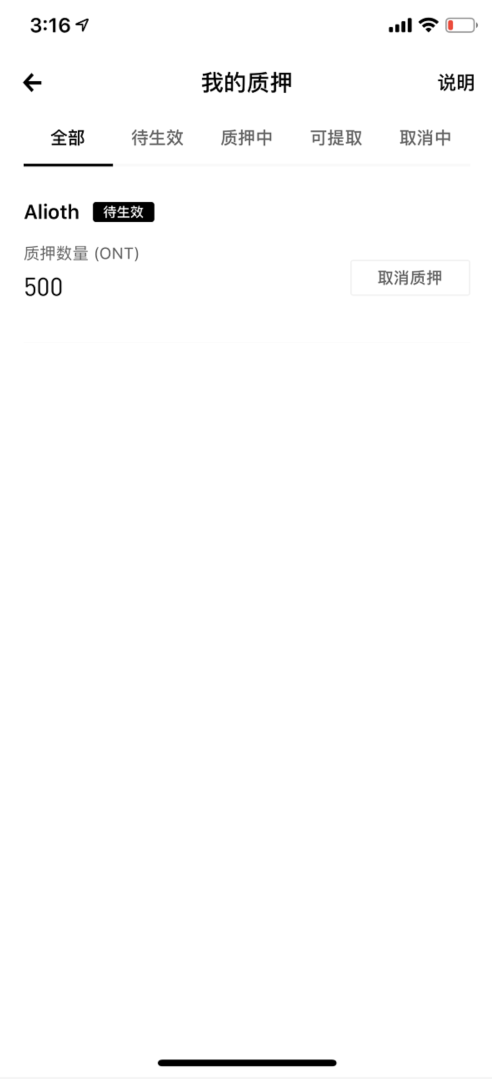 3:16
我的质押
说明
全部 待生效 质押中 可提取 取消中
Alioth 待生效
质押数量 (ONT)
500
取消质押